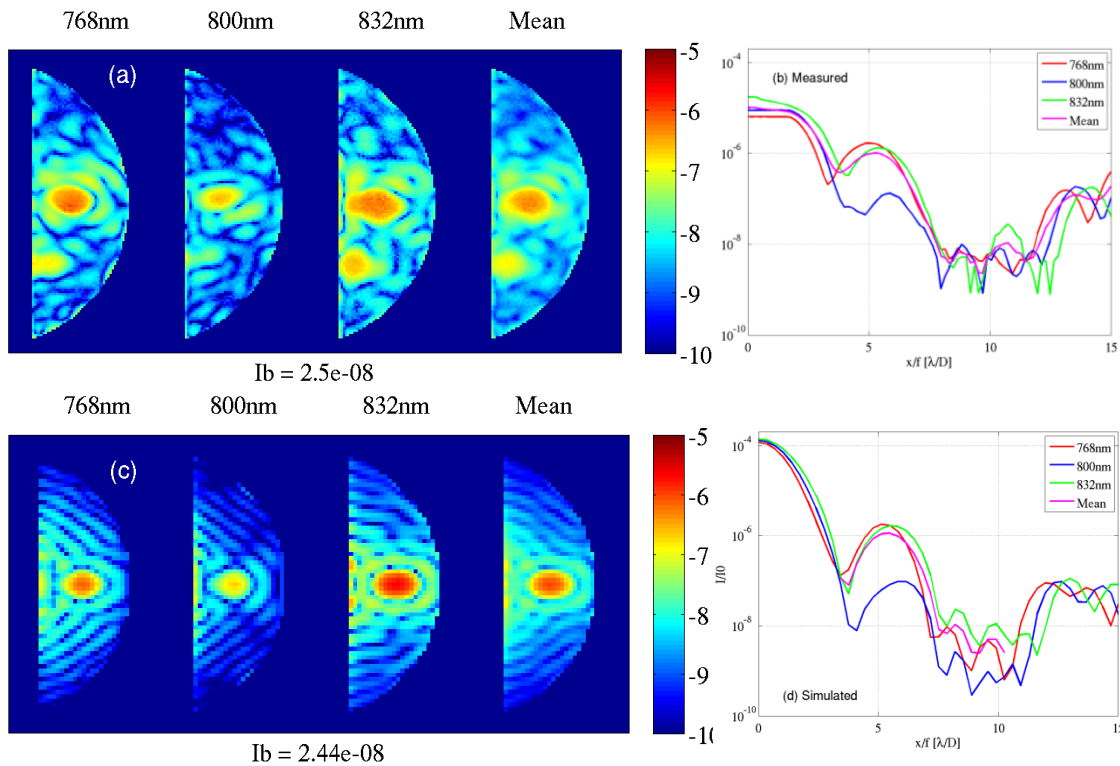 768nm 800nm 832nm Mean
(a)
-5
-6
-7
-8
-9
-10
Ib = 2.5e-08
10^-4
10^-6
10^-8
10^-10
(b) Measured
768nm
800nm
832nm
Mean
0 5 10 15
x/f [λ/D]
768nm 800nm 832nm Mean
(c)
-5
-6
-7
-8
-9
-10
Ib = 2.44e-08
I/I0
10^-4
10^-6
10^-8
10^-10
768nm
800nm
832nm
Mean
(d) Simulated
0 5 10 15
x/f [λ/D]